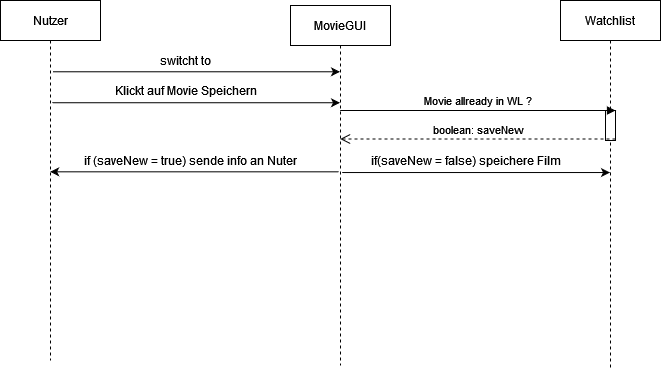 Nutzer
MovieGUI
Watchlist
switcht to
Klickt auf Movie Speichern
Movie allready in WL ?
boolean: saveNew
if (saveNew = true) sende info an Nuter
if(saveNew = false) speichere Film